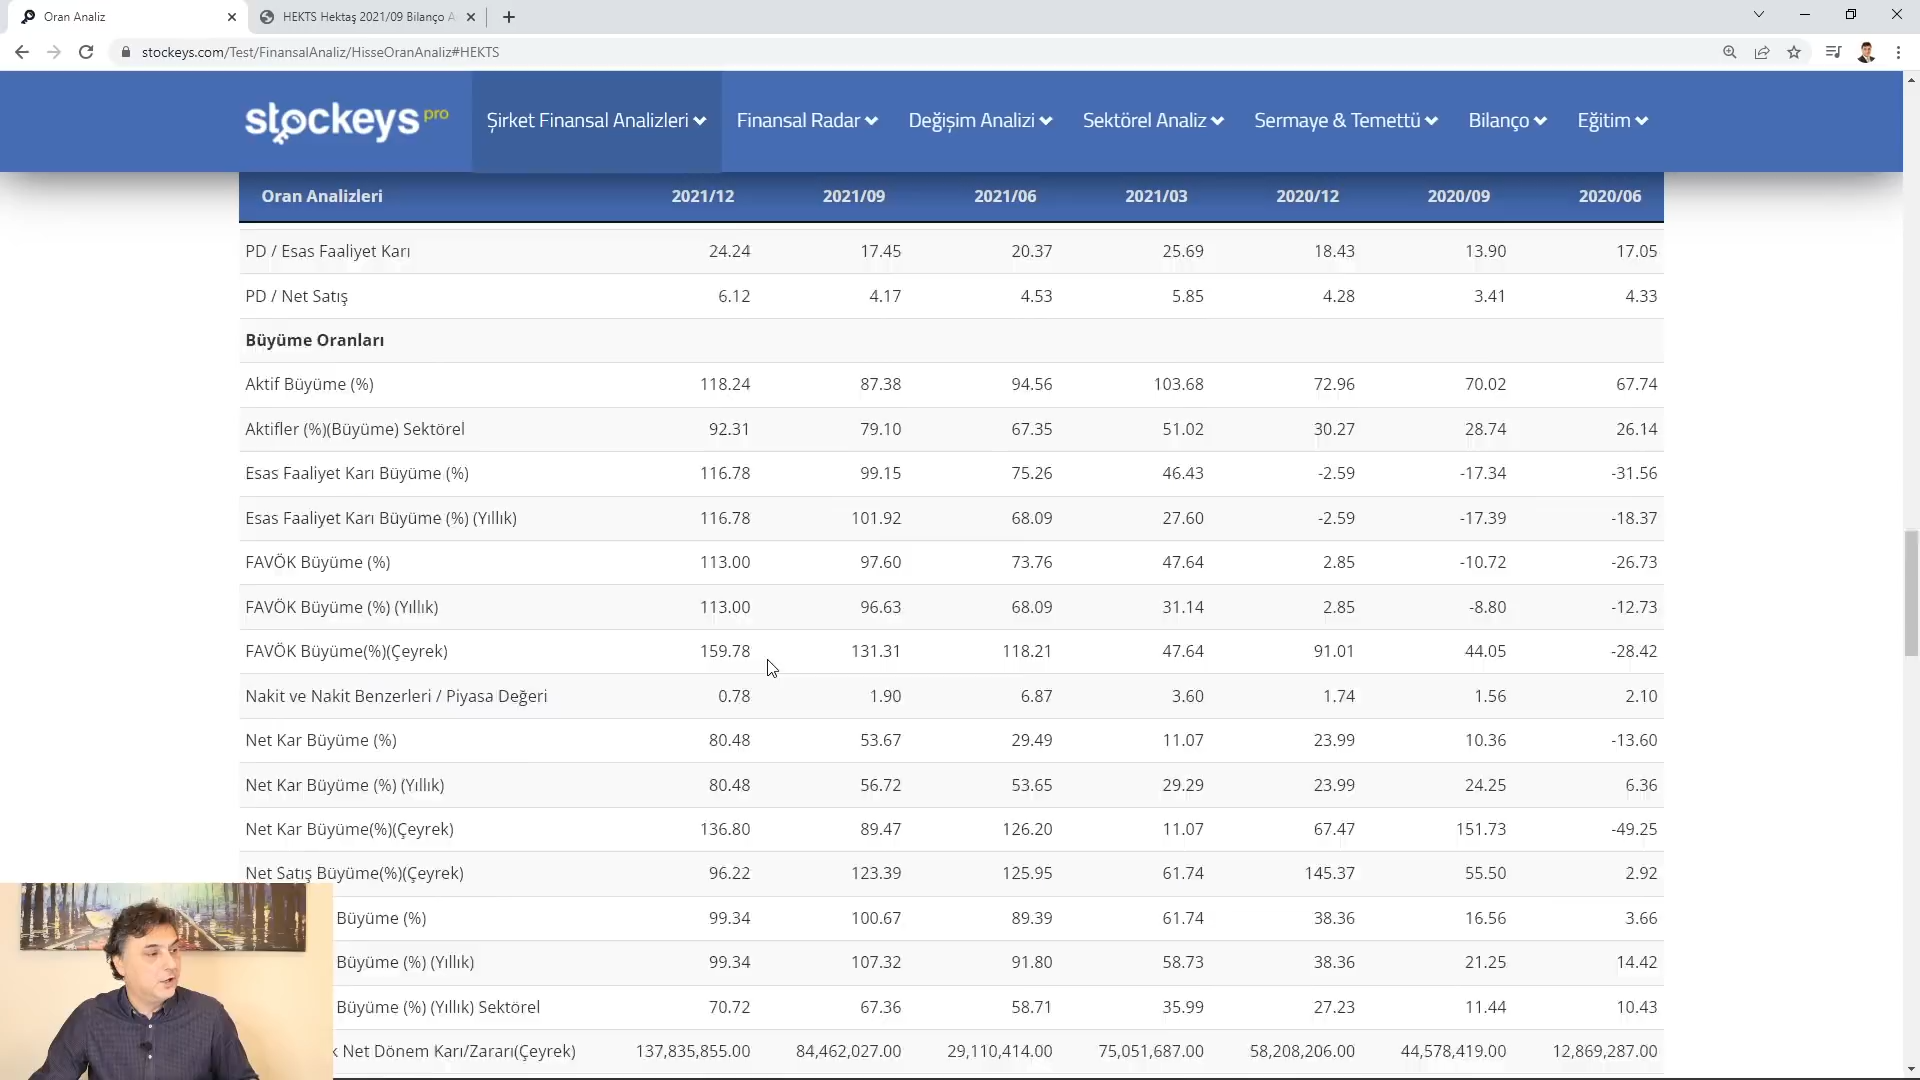 Oran Analiz
HEKTS Hektaş 2021/09 Bilanço A
stockeys.com/Test/FinansalAnaliz/HisseOranAnaliz#HEKTS
stockeys pro Şirket Finansal Analizleri Finansal Radar Değişim Analizi Sektörel Analiz Sermaye & Temettü Bilanço Eğitim
Oran Analizleri 2021/12 2021/09 2021/06 2021/03 2020/12 2020/09 2020/06
PD / Esas Faaliyet Karı 24.24 17.45 20.37 25.69 18.43 13.90 17.05
PD / Net Satış 6.12 4.17 4.53 5.85 4.28 3.41 4.33
Büyüme Oranları
Aktif Büyüme (%) 118.24 87.38 94.56 103.68 72.96 70.02 67.74
Aktifler (%)(Büyüme) Sektörel 92.31 79.10 67.35 51.02 30.27 28.74 26.14
Esas Faaliyet Karı Büyüme (%) 116.78 99.15 75.26 46.43 -2.59 -17.34 -31.56
Esas Faaliyet Karı Büyüme (%) (Yıllık) 116.78 101.92 68.09 27.60 -2.59 -17.39 -18.37
FAVÖK Büyüme (%) 113.00 97.60 73.76 47.64 2.85 -10.72 -26.73
FAVÖK Büyüme (%) (Yıllık) 113.00 96.63 68.09 31.14 2.85 -8.80 -12.73
FAVÖK Büyüme(%)(Çeyrek) 159.78 131.31 118.21 47.64 91.01 44.05 -28.42
Nakit ve Nakit Benzerleri / Piyasa Değeri 0.78 1.90 6.87 3.60 1.74 1.56 2.10
Net Kar Büyüme (%) 80.48 53.67 29.49 11.07 23.99 10.36 -13.60
Net Kar Büyüme (%) (Yıllık) 80.48 56.72 53.65 29.29 23.99 24.25 6.36
Net Kar Büyüme(%)(Çeyrek) 136.80 89.47 126.20 11.07 67.47 151.73 -49.25
Net Satış Büyüme(%)(Çeyrek) 96.22 123.39 125.95 61.74 145.37 55.50 2.92
Büyüme (%) 99.34 100.67 89.39 61.74 38.36 16.56 3.66
Büyüme (%) (Yıllık) 99.34 107.32 91.80 58.73 38.36 21.25 14.42
Büyüme (%) (Yıllık) Sektörel 70.72 67.36 58.71 35.99 27.23 11.44 10.43
k Net Dönem Karı/Zararı(Çeyrek) 137,835,855.00 84,462,027.00 29,110,414.00 75,051,687.00 58,208,206.00 44,578,419.00 12,869,287.00